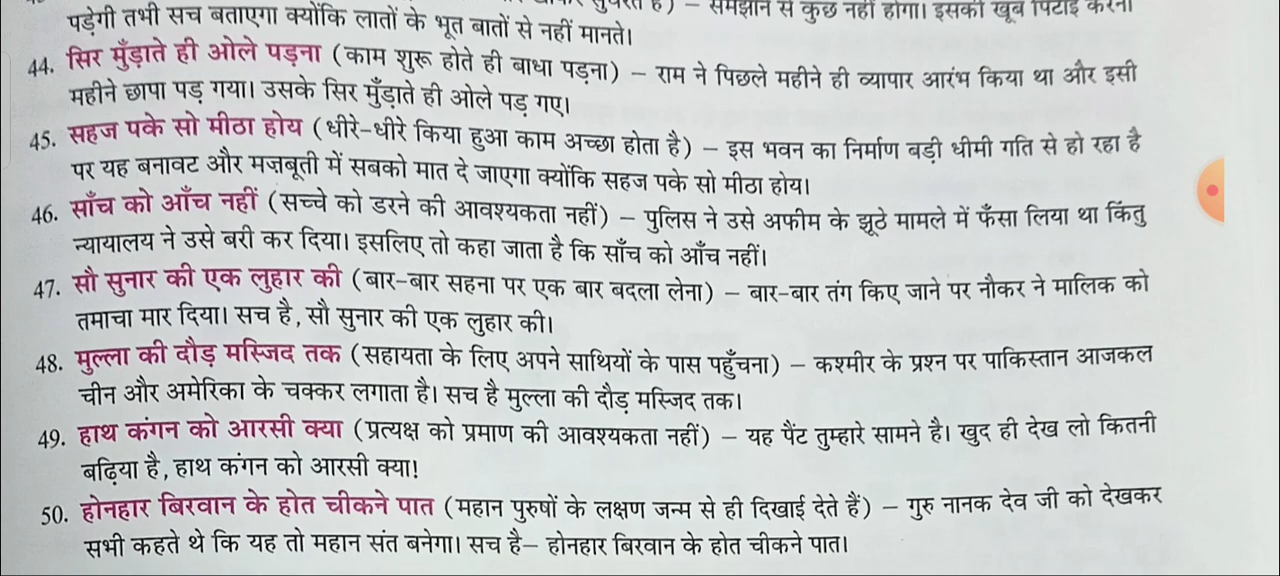 सुधरते हैं) – समझाने से कुछ नहीं होगा। इसकी खूब पिटाई करनी
पड़ेगी तभी सच बताएगा क्योंकि लातों के भूत बातों से नहीं मानते।
44. सिर मुँड़ाते ही ओले पड़ना (काम शुरू होते ही बाधा पड़ना) – राम ने पिछले महीने ही व्यापार आरंभ किया था और इसी
महीने छापा पड़ गया। उसके सिर मुँड़ाते ही ओले पड़ गए।
45. सहज पके सो मीठा होय (धीरे-धीरे किया हुआ काम अच्छा होता है) – इस भवन का निर्माण बड़ी धीमी गति से हो रहा है
पर यह बनावट और मज़बूती में सबको मात दे जाएगा क्योंकि सहज पके सो मीठा होय।
46. साँच को आँच नहीं (सच्चे को डरने की आवश्यकता नहीं) – पुलिस ने उसे अफीम के झूठे मामले में फँसा लिया था किंतु
न्यायालय ने उसे बरी कर दिया। इसलिए तो कहा जाता है कि साँच को आँच नहीं।
47. सौ सुनार की एक लुहार की (बार-बार सहना पर एक बार बदला लेना) – बार-बार तंग किए जाने पर नौकर ने मालिक को
तमाचा मार दिया। सच है, सौ सुनार की एक लुहार की।
48. मुल्ला की दौड़ मस्जिद तक (सहायता के लिए अपने साथियों के पास पहुँचना) – कश्मीर के प्रश्न पर पाकिस्तान आजकल
चीन और अमेरिका के चक्कर लगाता है। सच है मुल्ला की दौड़ मस्जिद तक।
49. हाथ कंगन को आरसी क्या (प्रत्यक्ष को प्रमाण की आवश्यकता नहीं) – यह पैंट तुम्हारे सामने है। खुद ही देख लो कितनी
बढ़िया है, हाथ कंगन को आरसी क्या!
50. होनहार बिरवान के होत चीकने पात (महान पुरुषों के लक्षण जन्म से ही दिखाई देते हैं) – गुरु नानक देव जी को देखकर
सभी कहते थे कि यह तो महान संत बनेगा। सच है– होनहार बिरवान के होत चीकने पात।